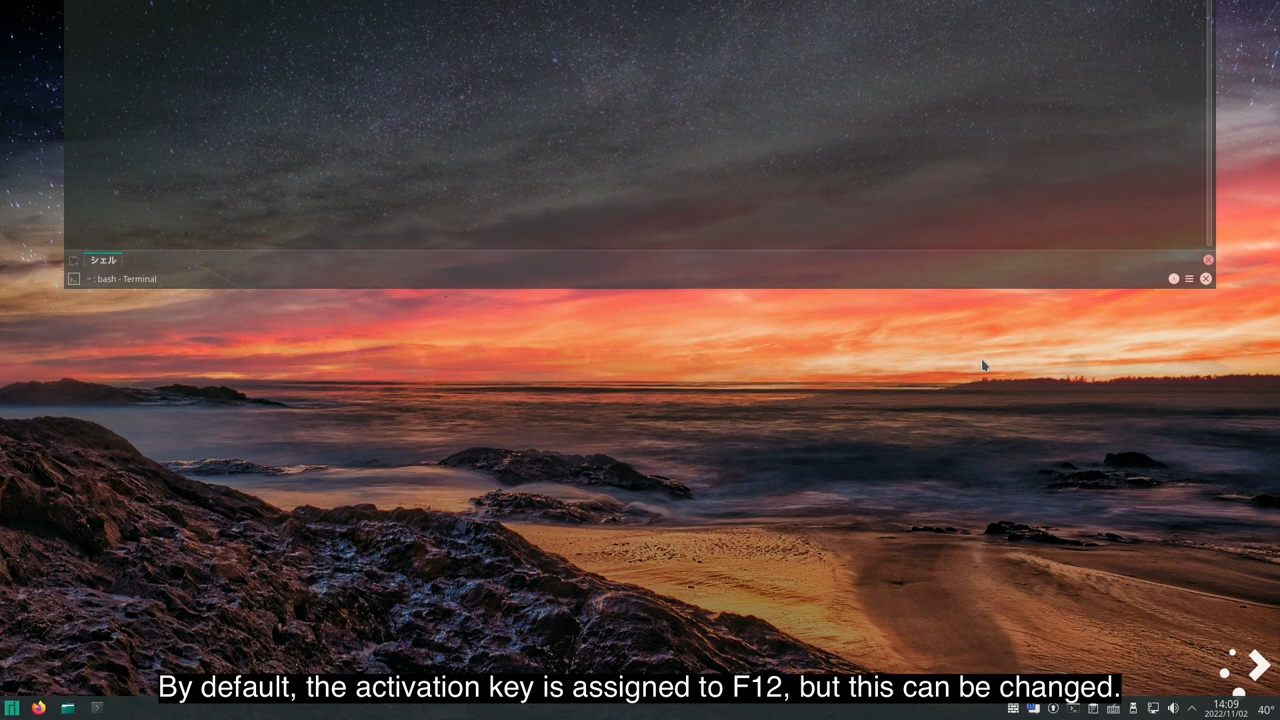 シェル
~ : bash - Terminal
By default, the activation key is assigned to F12, but this can be changed.
14:09
2022/11/02
40°